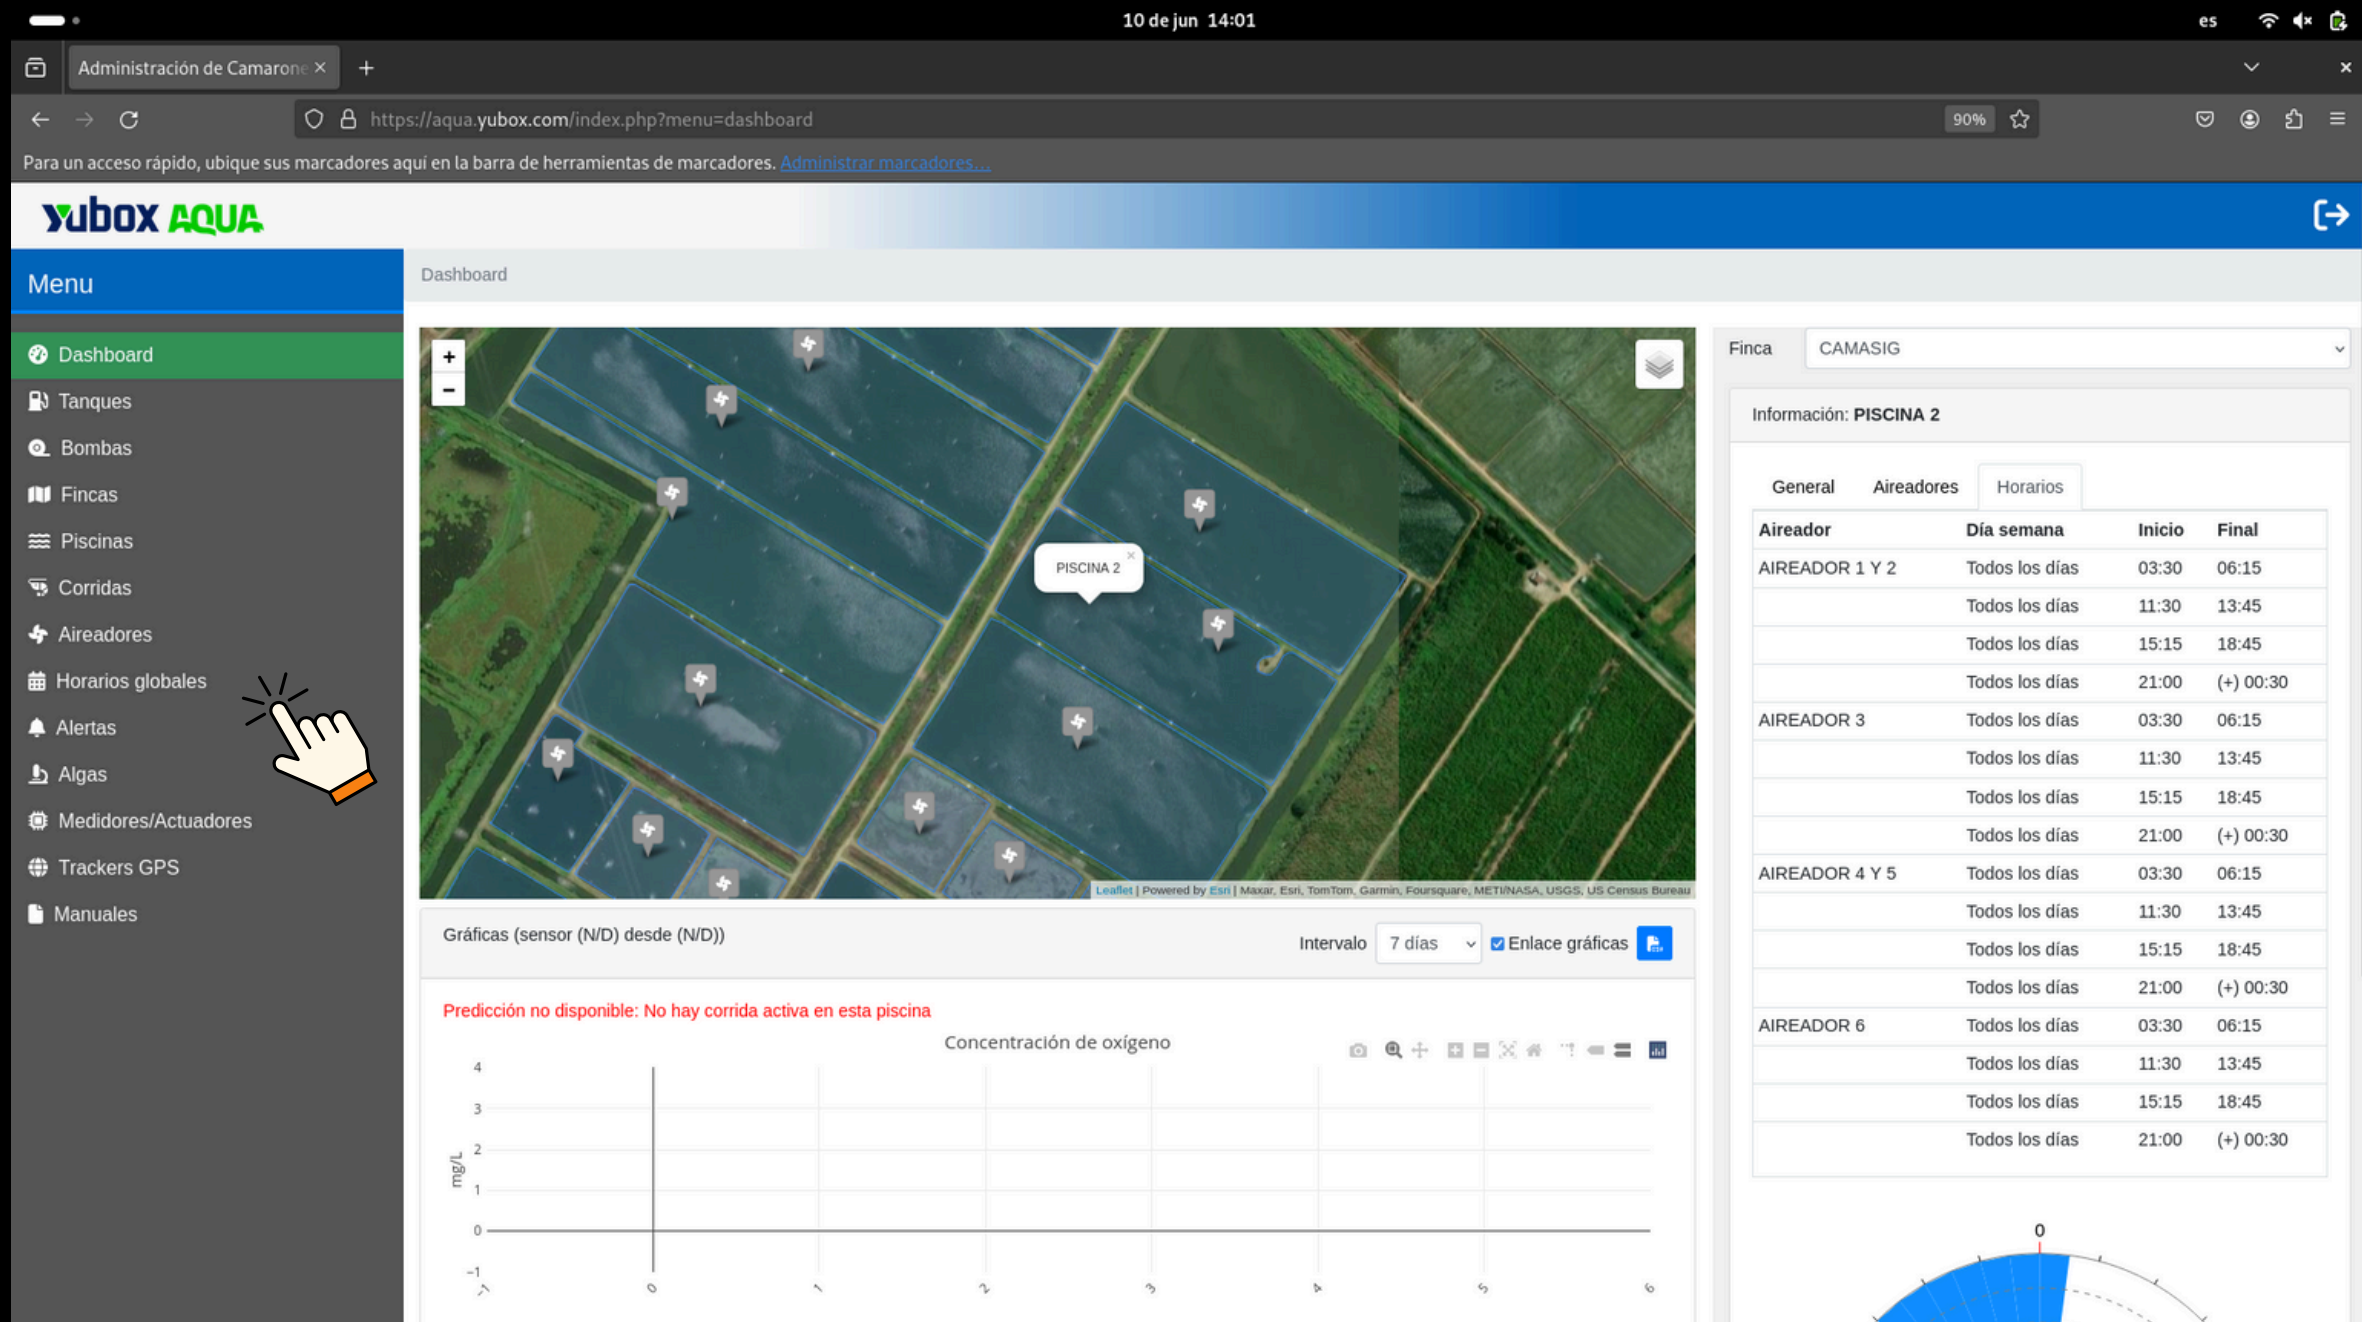 10 de jun 14:01
es
Administración de Camarone
https://aqua.yubox.com/index.php?menu=dashboard
90%
Para un acceso rápido, ubique sus marcadores aquí en la barra de herramientas de marcadores. Administrar marcadores...
yubox AQUA
Menu
Dashboard
Tanques
Bombas
Fincas
Piscinas
Corridas
Aireadores
Horarios globales
Alertas
Algas
Medidores/Actuadores
Trackers GPS
Manuales
Dashboard
+
−
PISCINA 2
×
Leaflet | Powered by Esri | Maxar, Esri, TomTom, Garmin, Foursquare, METI/NASA, USGS, US Census Bureau
Gráficas (sensor (N/D) desde (N/D))
Intervalo 7 días Enlace gráficas
Predicción no disponible: No hay corrida activa en esta piscina
Concentración de oxígeno
mg/L
4
3
2
1
0
−1
−1 0 1 2 3 4 5 6
Finca CAMASIG
Información: PISCINA 2
General Aireadores Horarios
Aireador Día semana Inicio Final
AIREADOR 1 Y 2 Todos los días 03:30 06:15
Todos los días 11:30 13:45
Todos los días 15:15 18:45
Todos los días 21:00 (+) 00:30
AIREADOR 3 Todos los días 03:30 06:15
Todos los días 11:30 13:45
Todos los días 15:15 18:45
Todos los días 21:00 (+) 00:30
AIREADOR 4 Y 5 Todos los días 03:30 06:15
Todos los días 11:30 13:45
Todos los días 15:15 18:45
Todos los días 21:00 (+) 00:30
AIREADOR 6 Todos los días 03:30 06:15
Todos los días 11:30 13:45
Todos los días 15:15 18:45
Todos los días 21:00 (+) 00:30
0